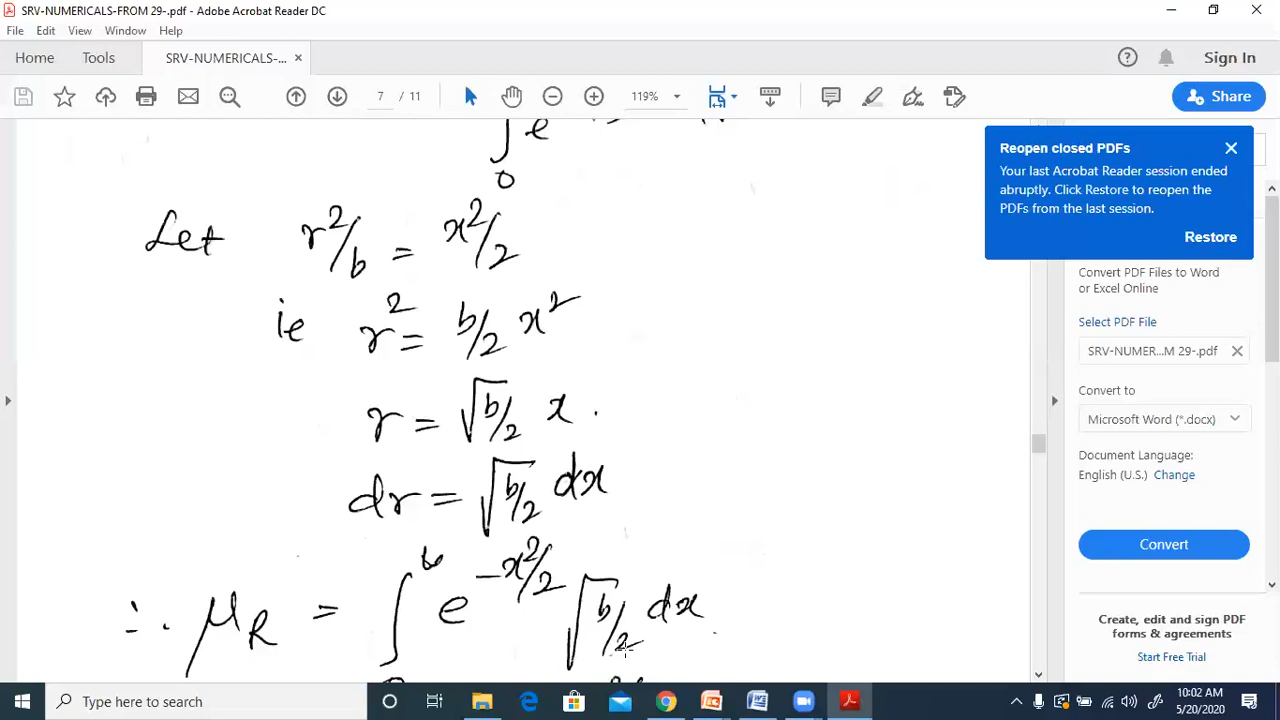 SRV-NUMERICALS-FROM 29-.pdf - Adobe Acrobat Reader DC
File Edit View Window Help
Home Tools SRV-NUMERICALS-... × Sign In
7 / 11 119% Share
∫ e
0
Reopen closed PDFs
Your last Acrobat Reader session ended
abruptly. Click Restore to reopen the
PDFs from the last session.
Restore
Let r²/b = x²/2
ie r² = b/2 x²
r = √b/2 x .
dr = √b/2 dx
∴ μR = ∫ e^-x²/2 √b/2 dx
Convert PDF Files to Word
or Excel Online
Select PDF File
SRV-NUMER...M 29-.pdf
Convert to
Microsoft Word (*.docx)
Document Language:
English (U.S.) Change
Convert
Create, edit and sign PDF
forms & agreements
Start Free Trial
Type here to search
10:02 AM
5/20/2020